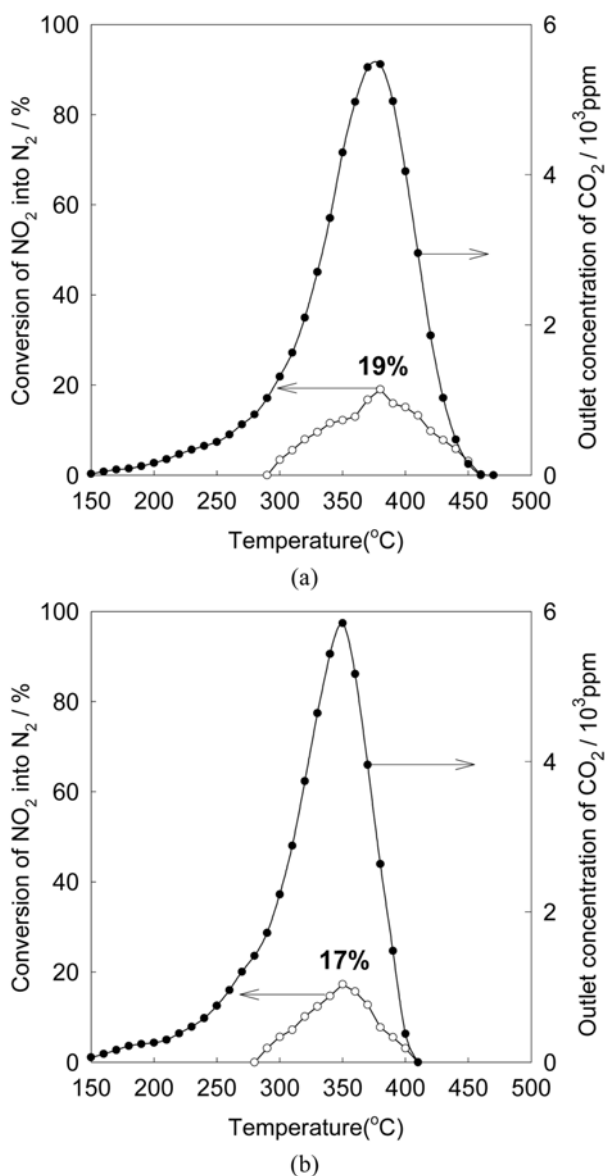 100
80
60
40
20
0
Conversion of NO₂ into N₂ / %
6
4
2
0
Outlet concentration of CO₂ / 10³ppm
19%
150 200 250 300 350 400 450 500
Temperature(°C)
(a)
100
80
60
40
20
0
Conversion of NO₂ into N₂ / %
6
4
2
0
Outlet concentration of CO₂ / 10³ppm
17%
150 200 250 300 350 400 450 500
Temperature(°C)
(b)